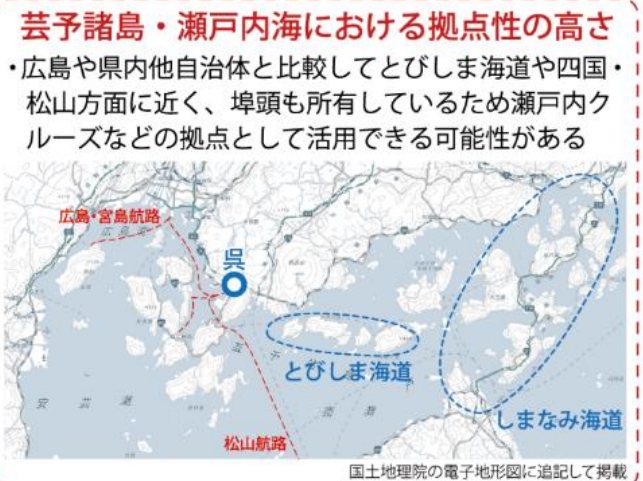 芸予諸島・瀬戸内海における拠点性の高さ
・広島や県内他自治体と比較してとびしま海道や四国・
松山方面に近く、埠頭も所有しているため瀬戸内ク
ルーズなどの拠点として活用できる可能性がある
広島・宮島航路
広島湾
呉
とびしま海道
安芸灘
しまなみ海道
松山航路
国土地理院の電子地形図に追記して掲載